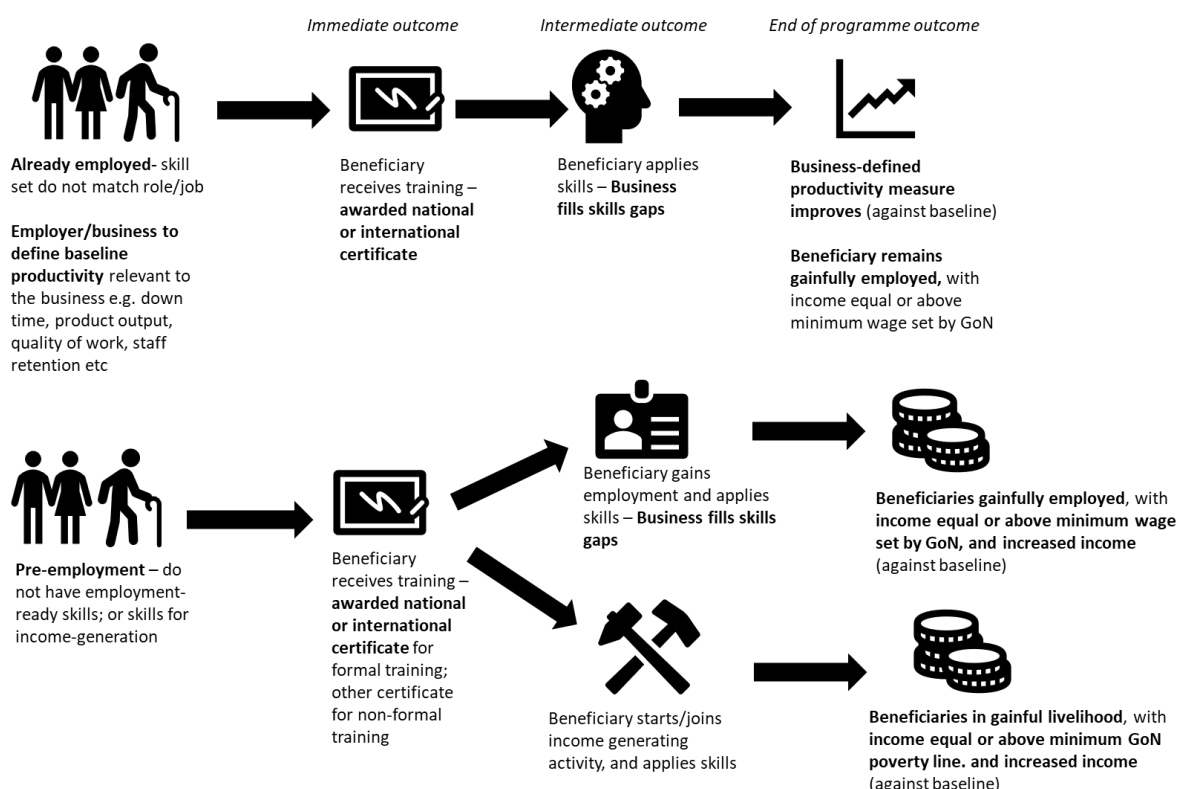 Immediate outcome
Intermediate outcome
End of programme outcome
Already employed- skill
set do not match role/job
Employer/business to
define baseline
productivity relevant to
the business e.g. down
time, product output,
quality of work, staff
retention etc
Beneficiary
receives training –
awarded national
or international
certificate
Beneficiary applies
skills – Business
fills skills gaps
Business-defined
productivity measure
improves (against baseline)
Beneficiary remains
gainfully employed, with
income equal or above
minimum wage set by GoN
Pre-employment – do
not have employment-
ready skills; or skills for
income-generation
Beneficiary
receives training –
awarded national
or international
certificate for
formal training;
other certificate
for non-formal
training
Beneficiary gains
employment and applies
skills – Business fills skills
gaps
Beneficiaries gainfully employed, with
income equal or above minimum wage
set by GoN, and increased income
(against baseline)
Beneficiary starts/joins
income generating
activity, and applies skills
Beneficiaries in gainful livelihood, with
income equal or above minimum GoN
poverty line. and increased income
(against baseline)